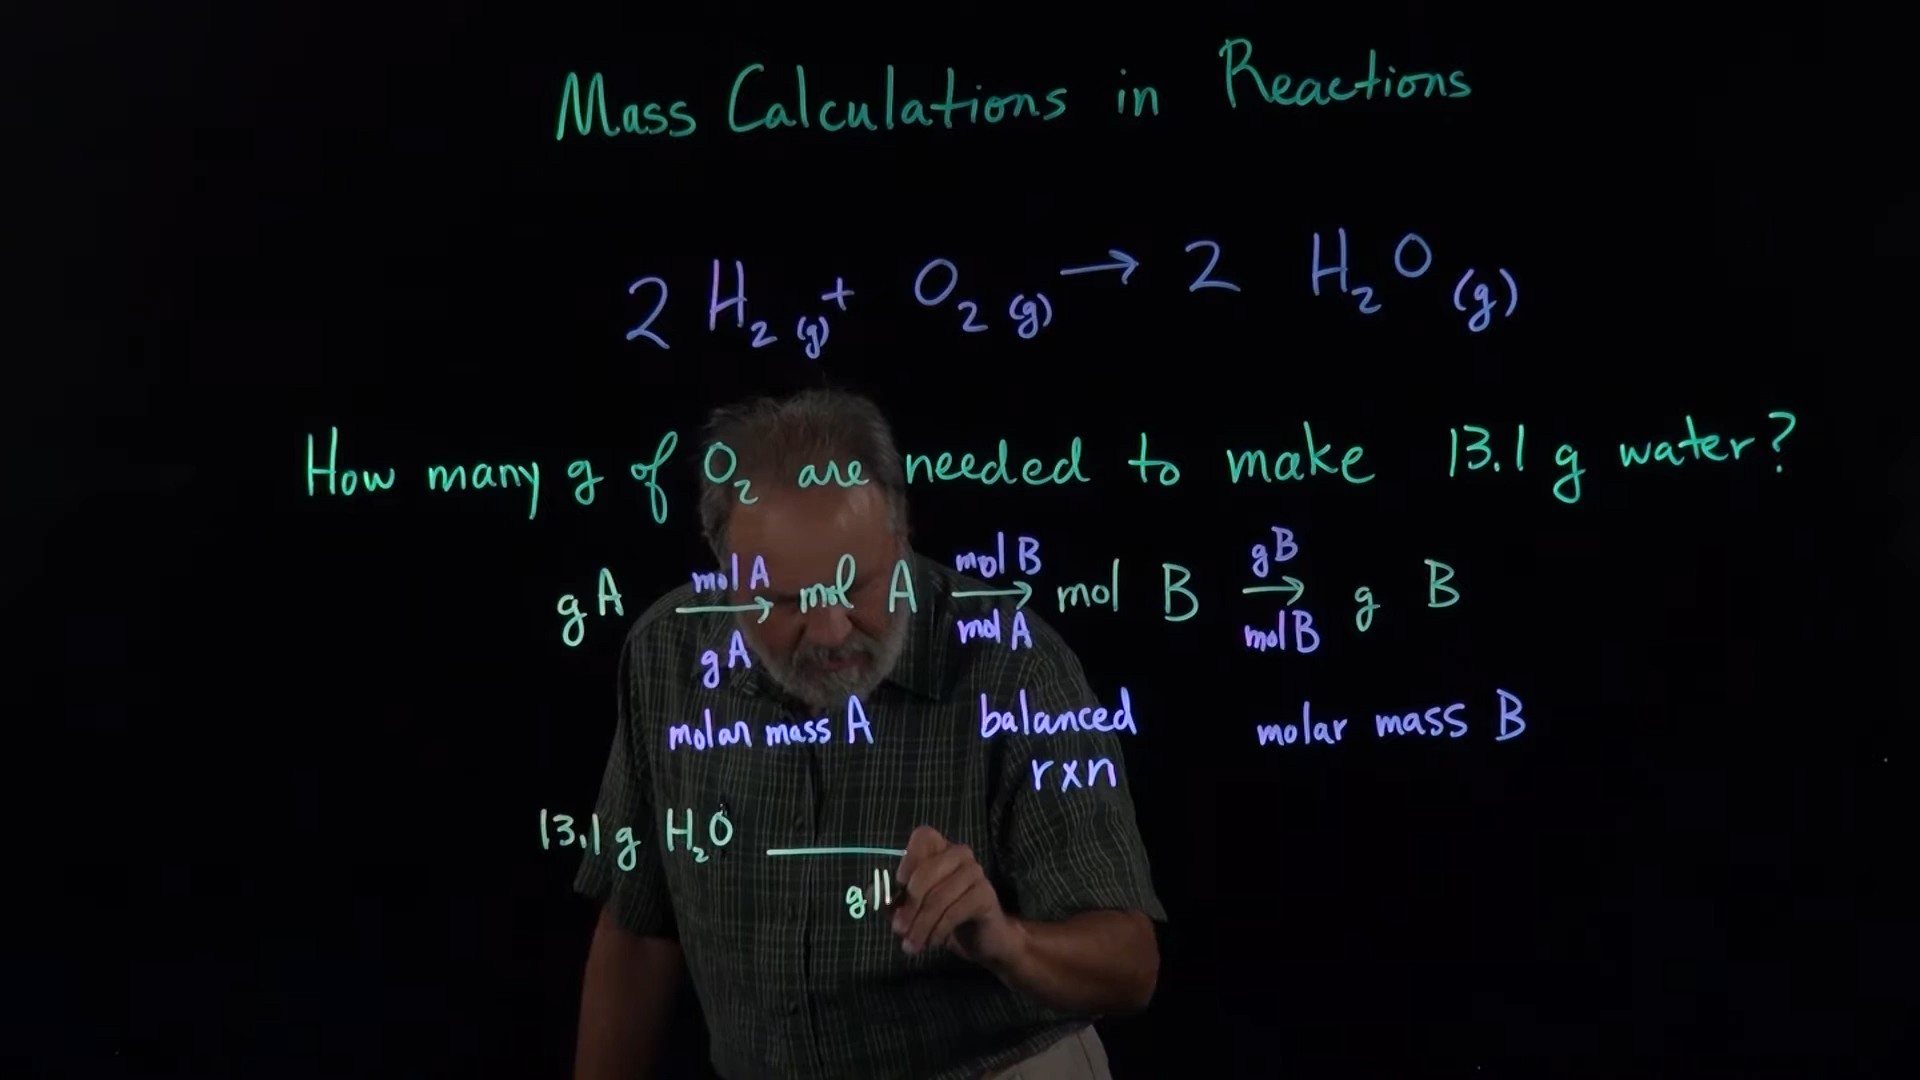 Mass Calculations in Reactions
2 H₂ (g) + O₂ (g) → 2 H₂O (g)
How many g of O₂ are needed to make 13.1 g water?
mol A mol B gB
gA → mol A → mol B → g B
gA mol A mol B
molar mass A balanced molar mass B
rxn
13.1 g H₂O
g